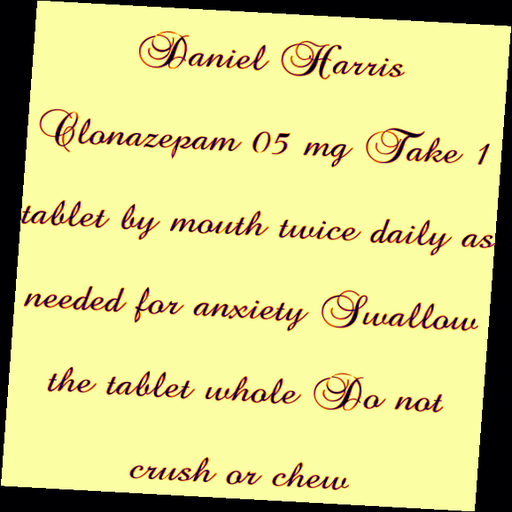 Daniel Harris
Clonazepam 05 mg Take 1
tablet by mouth twice daily as
needed for anxiety Swallow
the tablet whole Do not
crush or chew